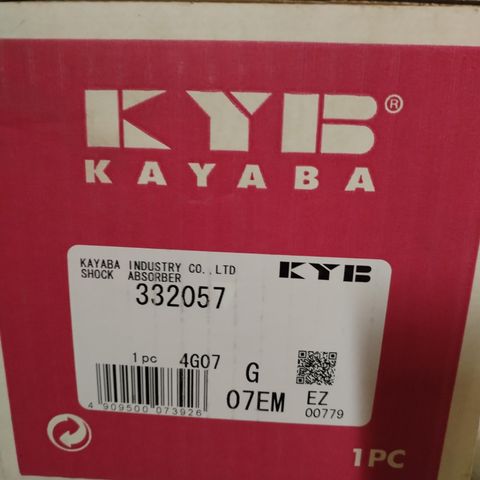 KYB®
KAYABA
KAYABA INDUSTRY CO.,LTD KYB
SHOCK ABSORBER
332057
1pc 4G07 G
07EM EZ
00779
4 909500 073926
1PC